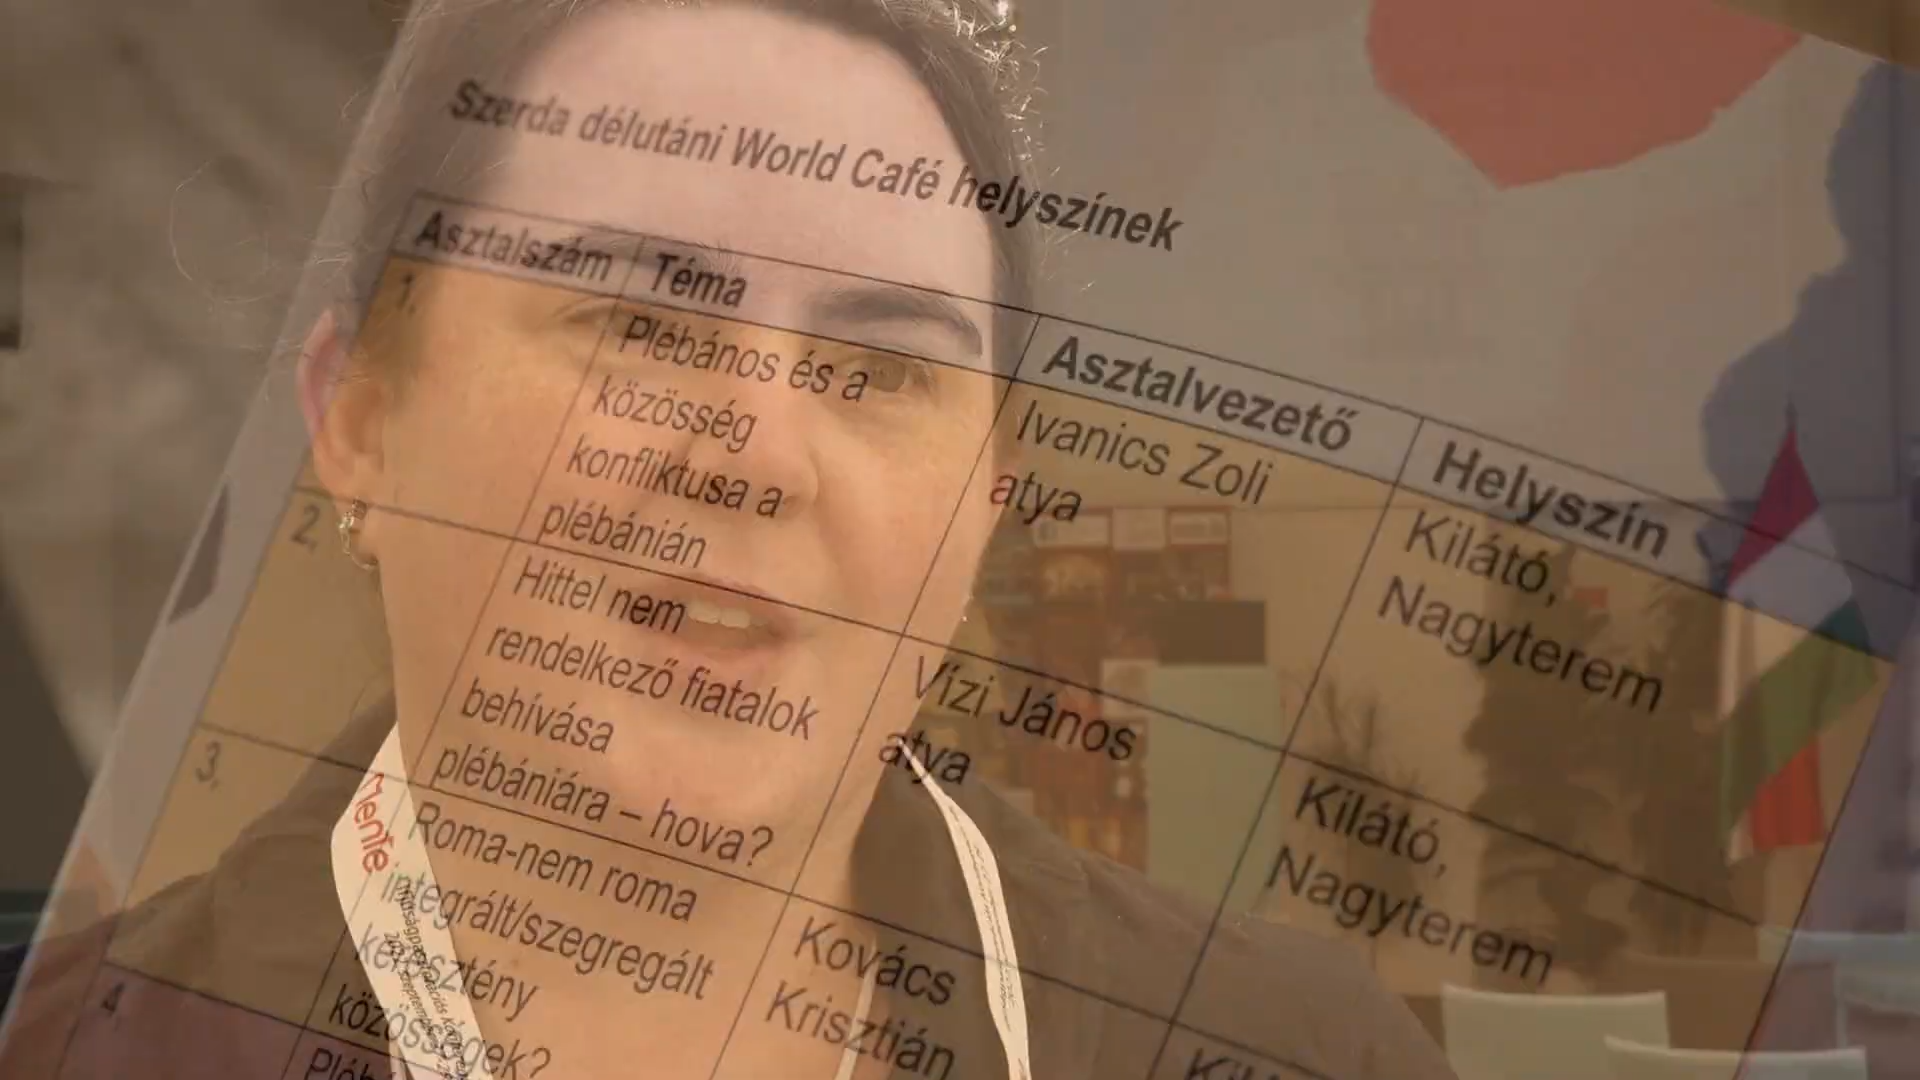 Szerda délutáni World Café helyszínek
Asztalszám
Téma
Asztalvezető
Helyszín
1.
Plébános és a
közösség
konfliktusa a
plébánián
Ivanics Zoli
atya
Kilátó,
Nagyterem
2.
Hittel nem
rendelkező fiatalok
behívása
plébániára – hova?
Vízi János
atya
Kilátó,
Nagyterem
3.
Roma-nem roma
integrált/szegregált
keresztény
közösségek?
Kovács
Krisztián
4.
Mente